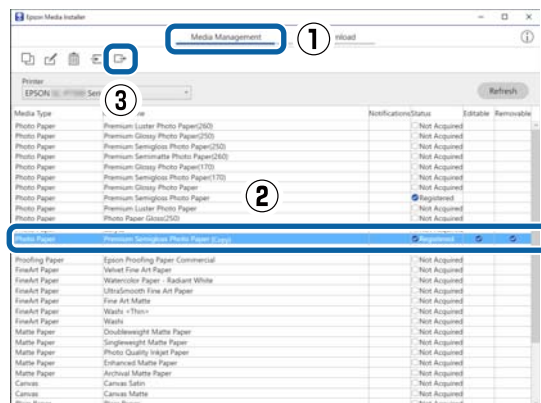 Epson Media Installer
Media Management
nload
1
3
Printer
EPSON
Seri
Refresh
Media Type
Notifications Status Editable Removable
Photo Paper Premium Luster Photo Paper(260) Not Acquired
Photo Paper Premium Glossy Photo Paper(250) Not Acquired
Photo Paper Premium Semigloss Photo Paper(250) Not Acquired
Photo Paper Premium Semimatte Photo Paper(260) Not Acquired
Photo Paper Premium Glossy Photo Paper(170) Not Acquired
Photo Paper Premium Semigloss Photo Paper(170) Not Acquired
Photo Paper Premium Glossy Photo Paper Not Acquired
Photo Paper Premium Semigloss Photo Paper Registered
Photo Paper Premium Luster Photo Paper Not Acquired
Photo Paper Photo Paper Gloss(250) Not Acquired
2
Photo Paper Premium Semigloss Photo Paper (Copy) Registered
Proofing Paper Epson Proofing Paper Commercial Not Acquired
FineArt Paper Velvet Fine Art Paper Not Acquired
FineArt Paper Watercolor Paper - Radiant White Not Acquired
FineArt Paper UltraSmooth Fine Art Paper Not Acquired
FineArt Paper Fine Art Matte Not Acquired
FineArt Paper Washi <Thin> Not Acquired
FineArt Paper Washi Not Acquired
Matte Paper Doubleweight Matte Paper Not Acquired
Matte Paper Singleweight Matte Paper Not Acquired
Matte Paper Photo Quality Inkjet Paper Not Acquired
Matte Paper Enhanced Matte Paper Not Acquired
Matte Paper Archival Matte Paper Not Acquired
Canvas Canvas Satin Not Acquired
Canvas Canvas Matte Not Acquired